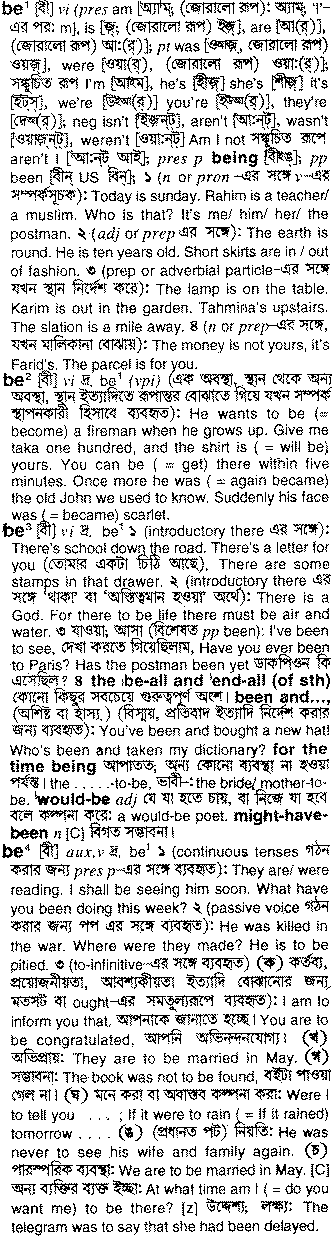 be¹ [বী] vi (pres am [অ্যাম্; (জোরালো রূপ): অ্যাম্; 'I'–
এর পর: m], is [জ্; (জোরালো রূপ) ইজ়্], are [আ(র্),
(জোরালো রূপ) আ:(র্)]; pt was [ওঅজ়্, জোরালো রূপ)
ওয়জ়্], were [ওয়া(র্), (জোরালো রূপ) ওয়া:(র্)];
সঙ্কুচিত রূপ I'm [আইম্], he's [হীজ়্] she's [শীজ়্] it's
[ইট্স্], we're [উইঅ(র্)] you're [ইঅ্অ(র্)], they're
[দেঅ(র্)]; neg isn't [ইজ়্ন্ট্], aren't [আ:ন্ট্], wasn't
[ওয়াজ়্ন্ট্], weren't [ওয়া:ন্ট্] Am I not সঙ্কুচিত রূপে
aren't I [আ:ন্ট্ আই]; pres p being [বীইঙ্]; pp
been [বীন্ US বিন্]; ১ (n or pron –এর সঙ্গে v–এর
সম্পর্কসূচক): Today is sunday. Rahim is a teacher/
a muslim. Who is that? It's me/ him/ her/ the
postman. ২ (adj or prep এর সঙ্গে): The earth is
round. He is ten years old. Short skirts are in / out
of fashion. ৩ (prep or adverbial particle–এর সঙ্গে
যখন স্থান নির্দেশ করে): The lamp is on the table.
Karim is out in the garden. Tahmina's upstairs.
The slation is a mile away. ৪ (n or prep–এর সঙ্গে,
যখন মালিকানা বোঝায়): The money is not yours, it's
Farid's. The parcel is for you.
be² [বী] vi দ্র. be¹ (vpi) (এক অবস্থা, স্থান থেকে অন্য
অবস্থা, স্থান ইত্যাদিতে রূপান্তর বোঝাতে গিয়ে যখন সম্পর্ক
স্থাপনকারী হিসাবে ব্যবহৃত): He wants to be (=
become) a fireman when he grows up. Give me
taka one hundred, and the shirt is ( = will be)
yours. You can be ( = get) there within five
minutes. Once more he was ( = again became)
the old John we used to know. Suddenly his face
was ( = became) scarlet.
be³ [বী] vi দ্র. be¹ ১ (introductory there এর সঙ্গে):
There's school down the road. There's a letter for
you (তোমার একটা চিঠি আছে), There are some
stamps in that drawer. ২ (introductory there এর
সঙ্গে 'থাকা' বা 'অস্তিত্বমান হওয়া' অর্থে): There is a
God. For there to be life there must be air and
water. ৩ যাওয়া, আসা (বিশেষত pp been): I've been
to see, দেখা করতে গিয়েছিলাম, Have you ever been
to Paris? Has the postman been yet ডাকপিওন কি
এসেছিল? ৪ the ˌbe-all and ˈend-all (of sth)
কোনো কিছুর সবচেয়ে গুরুত্বপূর্ণ অংশ। been and...,
(অশিষ্ট বা হাস্য.) (বিস্ময়, প্রতিবাদ ইত্যাদি নির্দেশ করার
জন্য ব্যবহৃত): You've been and bought a new hat!
Who's been and taken my dictionary? for the
time being আপাতত, অন্য কোনো ব্যবস্থা না হওয়া
পর্যন্ত। the . . . . .-to-be, ভাবী–: the bride/ mother-to-
be. ˈwould-be adj যে যা হতে চায়, বা নিজে যা হবে
বলে কল্পনা করে: a would-be poet. might-have-
been n [C] বিগত সম্ভাবনা।
be⁴ [বী] aux,v দ্র, be¹ ১ (continuous tenses গঠন
করার জন্য pres p–এর সঙ্গে ব্যবহৃত): They are/ were
reading. I shall be seeing him soon. What have
you been doing this week? ২ (passive voice গঠন
করার জন্য পপ এর সঙ্গে ব্যবহৃত): He was killed in
the war. Where were they made? He is to be
pitied. ৩ (to-infinitive–এর সঙ্গে ব্যবহৃত) (ক) কর্তব্য,
প্রয়োজনীয়তা, আবশ্যকীয়তা ইত্যাদি বোঝানোর জন্য
মতসট বা ought–এর সমতুল্যরূপে ব্যবহৃত): I am to
inform you that, আপনাকে জানাতে হচ্ছে। You are to
be congratulated, আপনি অভিনন্দনযোগ্য। (খ)
অভিপ্রায়: They are to be married in May. (গ)
সম্ভাবনা: The book was not to be found, বইটা পাওয়া
গেল না। (ঘ) মনে করা বা অবাস্তব কল্পনা করা: Were I
to tell you . . . ; If it were to rain ( = If it rained)
tomorrow . . . . (ঙ) (প্রধানত পট) নিয়তি: He was
never to see his wife and family again. (চ)
পারস্পরিক ব্যবস্থা: We are to be married in May. [C]
অন্য ব্যক্তির ব্যক্ত ইচ্ছা: At what time am I ( = do you
want me) to be there? [z] উদ্দেশ্য; লক্ষ্য: The
telegram was to say that she had been delayed.